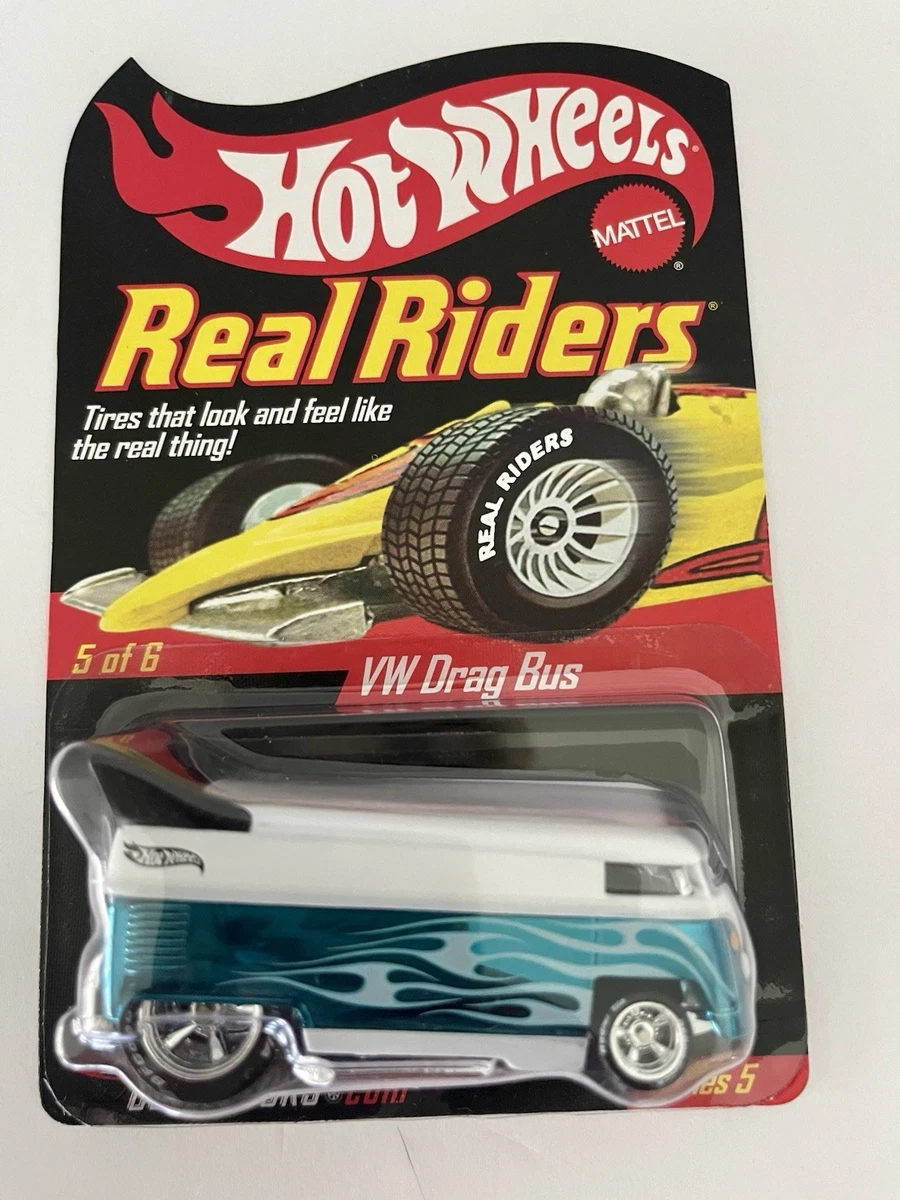 Hot Wheels®
MATTEL
®
Real Riders®
Tires that look and feel like
the real thing!
REAL RIDERS
5 of 6
VW Drag Bus
Hot Wheels
5